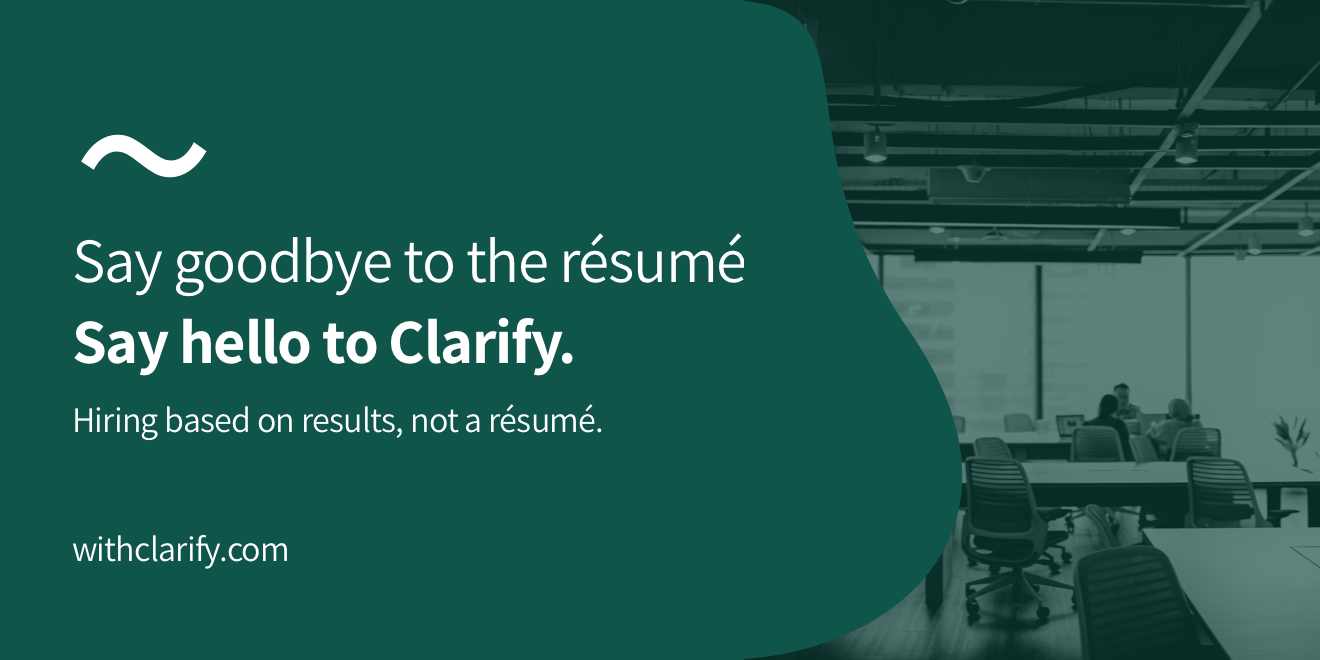 Say goodbye to the résumé
Say hello to Clarify.
Hiring based on results, not a résumé.
withclarify.com